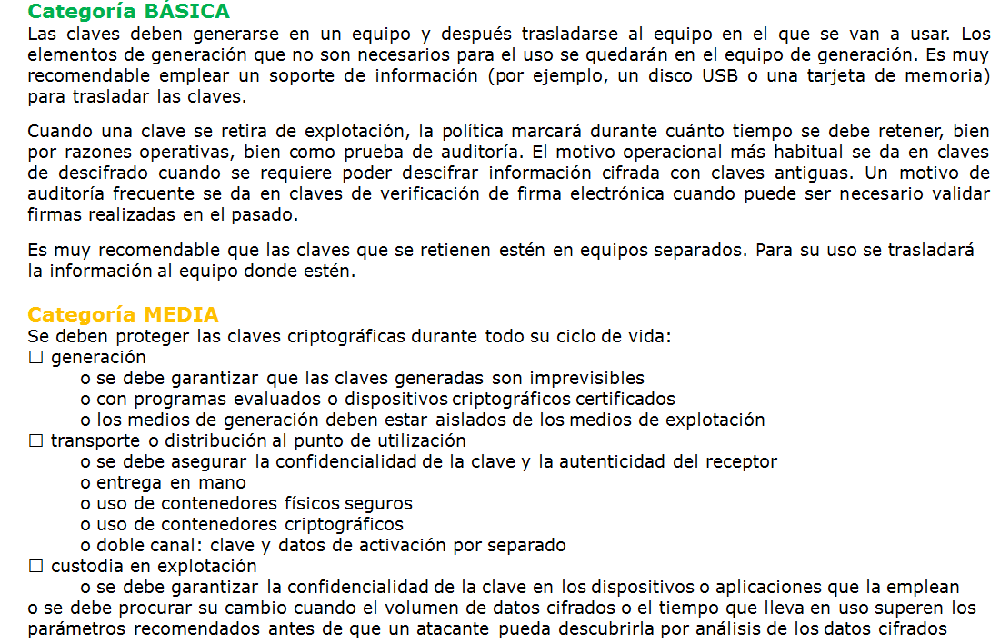 Categoría BÁSICA
Las claves deben generarse en un equipo y después trasladarse al equipo en el que se van a usar. Los
elementos de generación que no son necesarios para el uso se quedarán en el equipo de generación. Es muy
recomendable emplear un soporte de información (por ejemplo, un disco USB o una tarjeta de memoria)
para trasladar las claves.
Cuando una clave se retira de explotación, la política marcará durante cuánto tiempo se debe retener, bien
por razones operativas, bien como prueba de auditoría. El motivo operacional más habitual se da en claves
de descifrado cuando se requiere poder descifrar información cifrada con claves antiguas. Un motivo de
auditoría frecuente se da en claves de verificación de firma electrónica cuando puede ser necesario validar
firmas realizadas en el pasado.
Es muy recomendable que las claves que se retienen estén en equipos separados. Para su uso se trasladará
la información al equipo donde estén.
Categoría MEDIA
Se deben proteger las claves criptográficas durante todo su ciclo de vida:
☐ generación
o se debe garantizar que las claves generadas son imprevisibles
o con programas evaluados o dispositivos criptográficos certificados
o los medios de generación deben estar aislados de los medios de explotación
☐ transporte o distribución al punto de utilización
o se debe asegurar la confidencialidad de la clave y la autenticidad del receptor
o entrega en mano
o uso de contenedores físicos seguros
o uso de contenedores criptográficos
o doble canal: clave y datos de activación por separado
☐ custodia en explotación
o se debe garantizar la confidencialidad de la clave en los dispositivos o aplicaciones que la emplean
o se debe procurar su cambio cuando el volumen de datos cifrados o el tiempo que lleva en uso superen los
parámetros recomendados antes de que un atacante pueda descubrirla por análisis de los datos cifrados